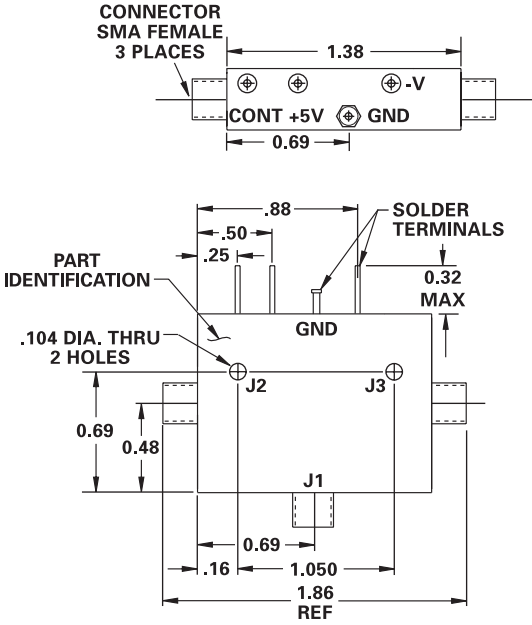 CONNECTOR
SMA FEMALE
3 PLACES
1.38
-V
CONT +5V GND
0.69
.88
.50
.25
SOLDER
TERMINALS
PART
IDENTIFICATION
0.32
MAX
GND
.104 DIA. THRU
2 HOLES
J2 J3
0.69
0.48
J1
0.69
.16 1.050
1.86
REF